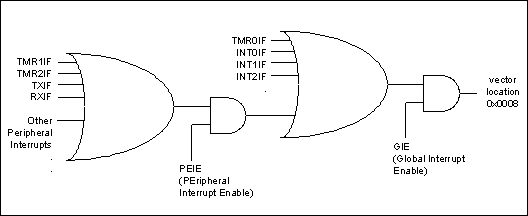 TMR1IF
TMR2IF
TXIF
RXIF
Other
Peripheral
Interrupts
PEIE
(PEripheral
Interrupt Enable)
TMR0IF
INT0IF
INT1IF
INT2IF
GIE
(Global Interrupt
Enable)
vector
location
0x0008